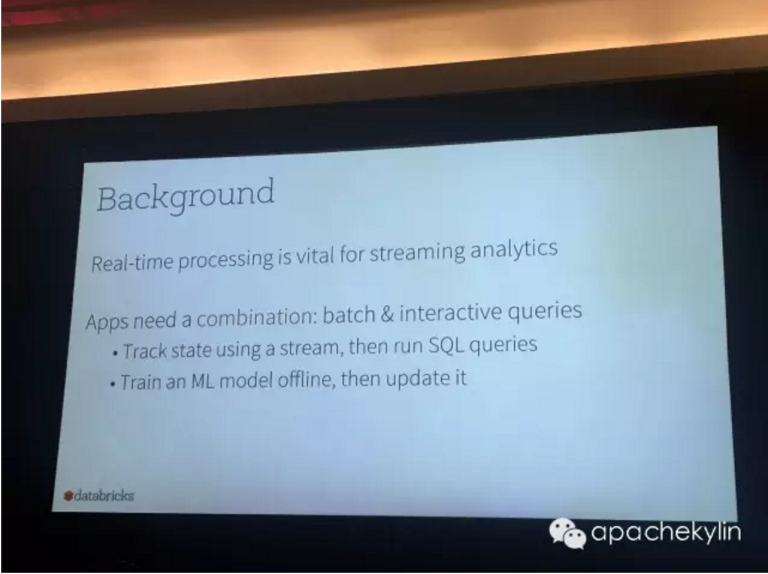 Background
Real-time processing is vital for streaming analytics
Apps need a combination: batch & interactive queries
• Track state using a stream, then run SQL queries
• Train an ML model offline, then update it
databricks
apachekylin